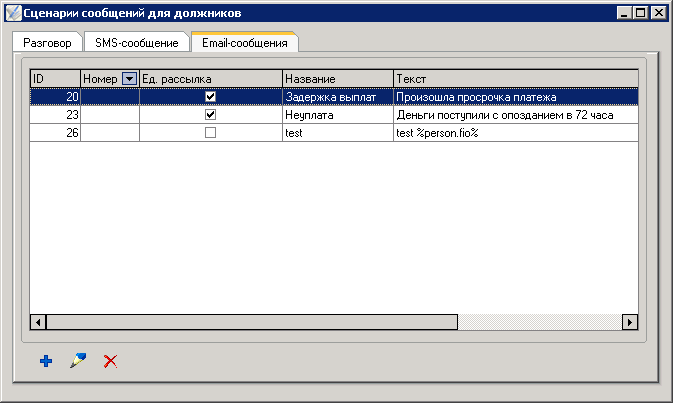 Сценарии сообщений для должников
Разговор SMS-сообщение Email-сообщения
ID Номер Ед. рассылка Название Текст
20 Задержка выплат Произошла просрочка платежа
23 Неуплата Деньги поступили с опозданием в 72 часа
26 test test %person.fio%